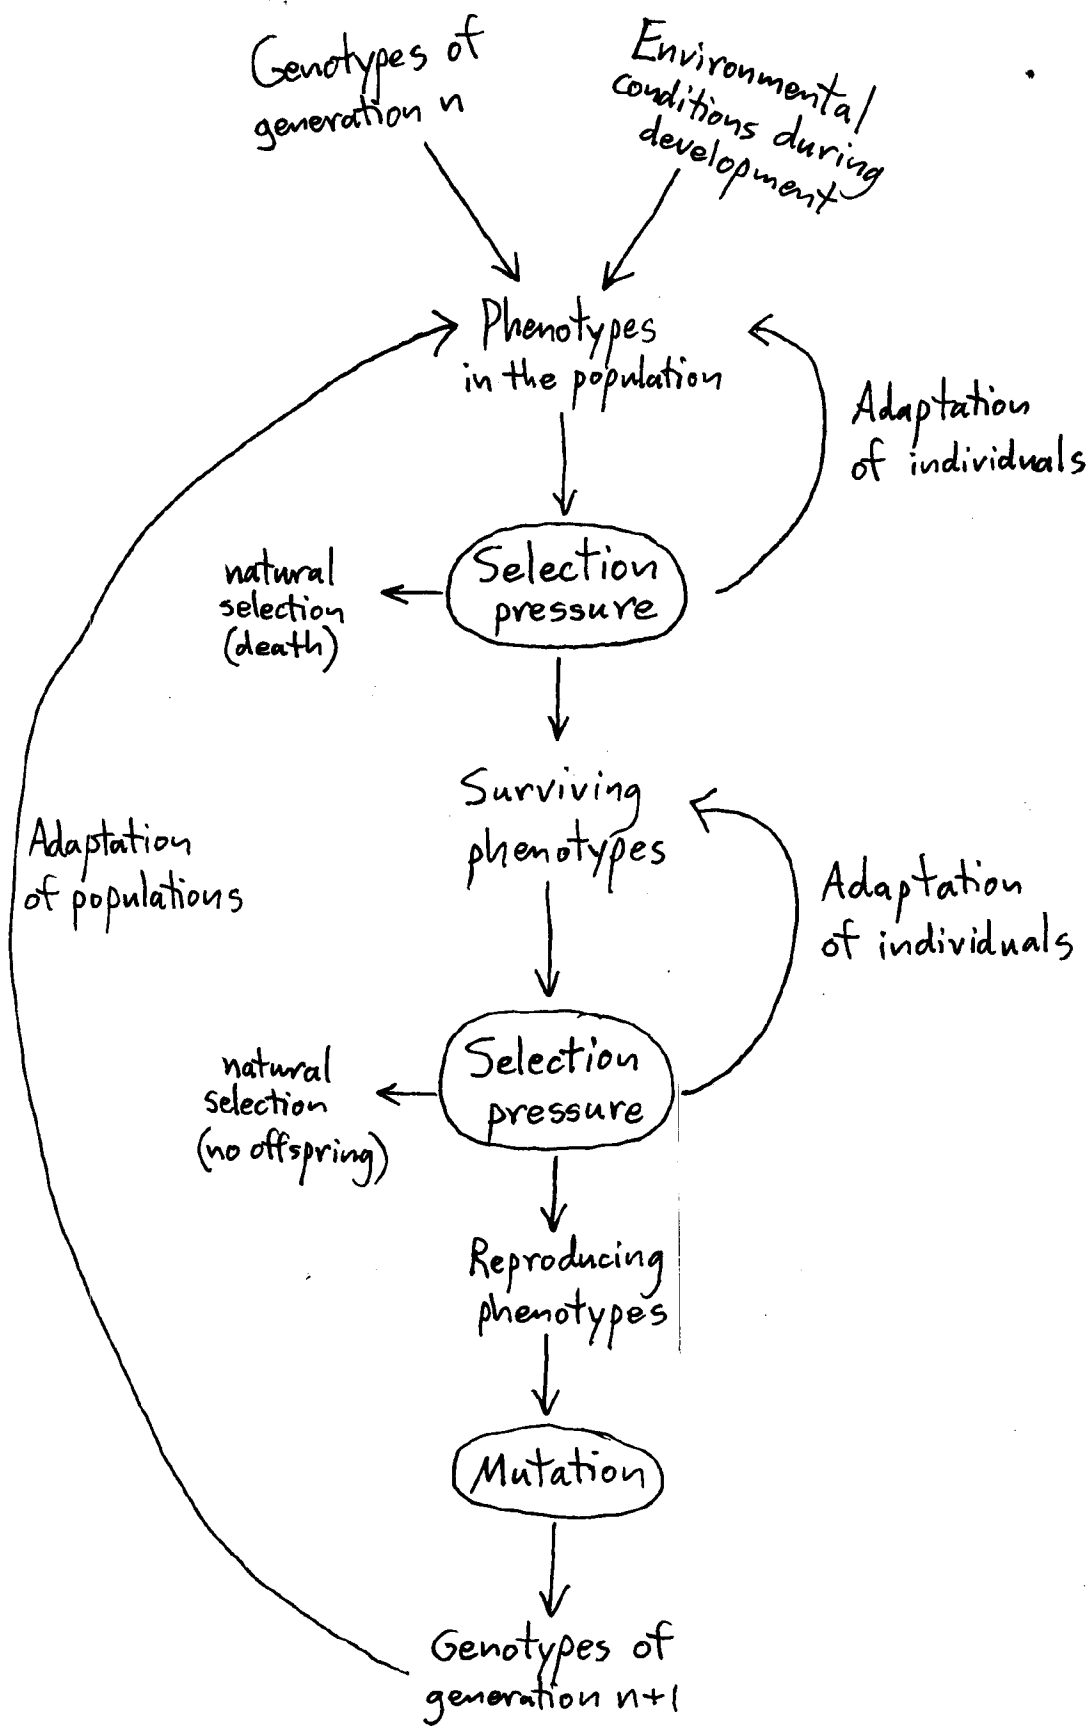 Genotypes of
generation n
Environmental
conditions during
development
Phenotypes
in the population
Adaptation
of individuals
Selection
pressure
natural
selection
(death)
Surviving
phenotypes
Adaptation
of populations
Adaptation
of individuals
Selection
pressure
natural
selection
(no offspring)
Reproducing
phenotypes
Mutation
Genotypes of
generation n+1